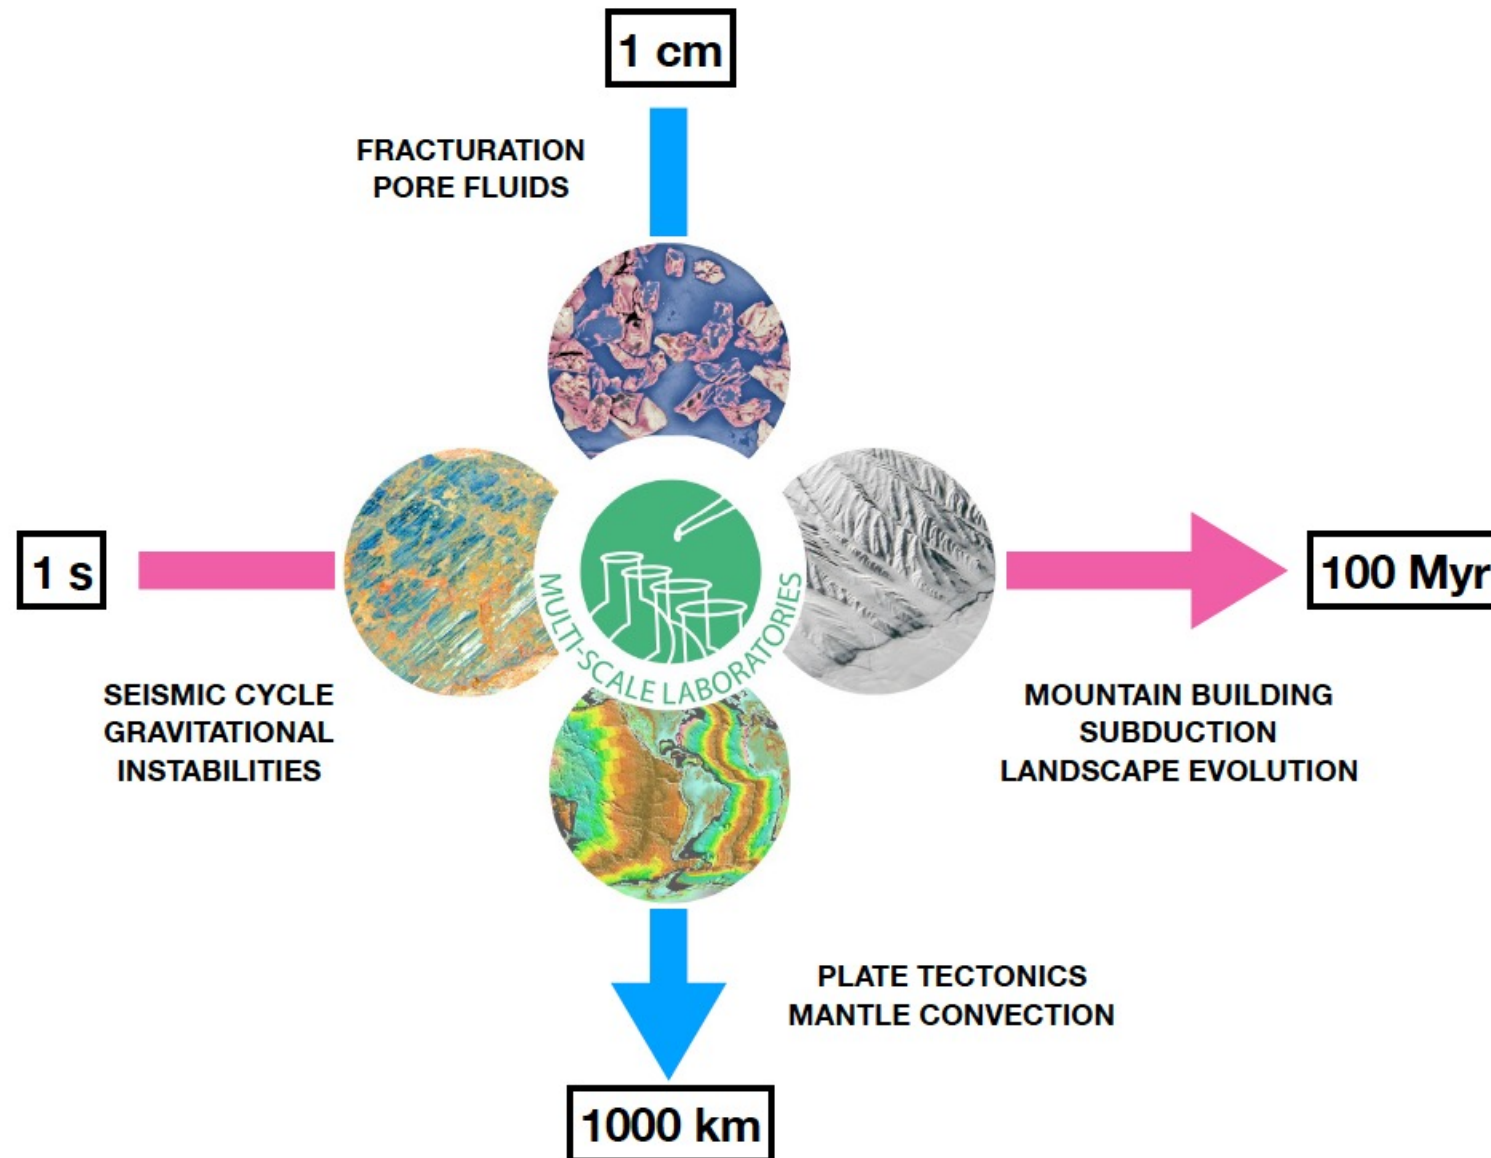 1 cm
FRACTURATION
PORE FLUIDS
1 s
MULTI-SCALE LABORATORIES
100 Myr
SEISMIC CYCLE
GRAVITATIONAL
INSTABILITIES
MOUNTAIN BUILDING
SUBDUCTION
LANDSCAPE EVOLUTION
PLATE TECTONICS
MANTLE CONVECTION
1000 km